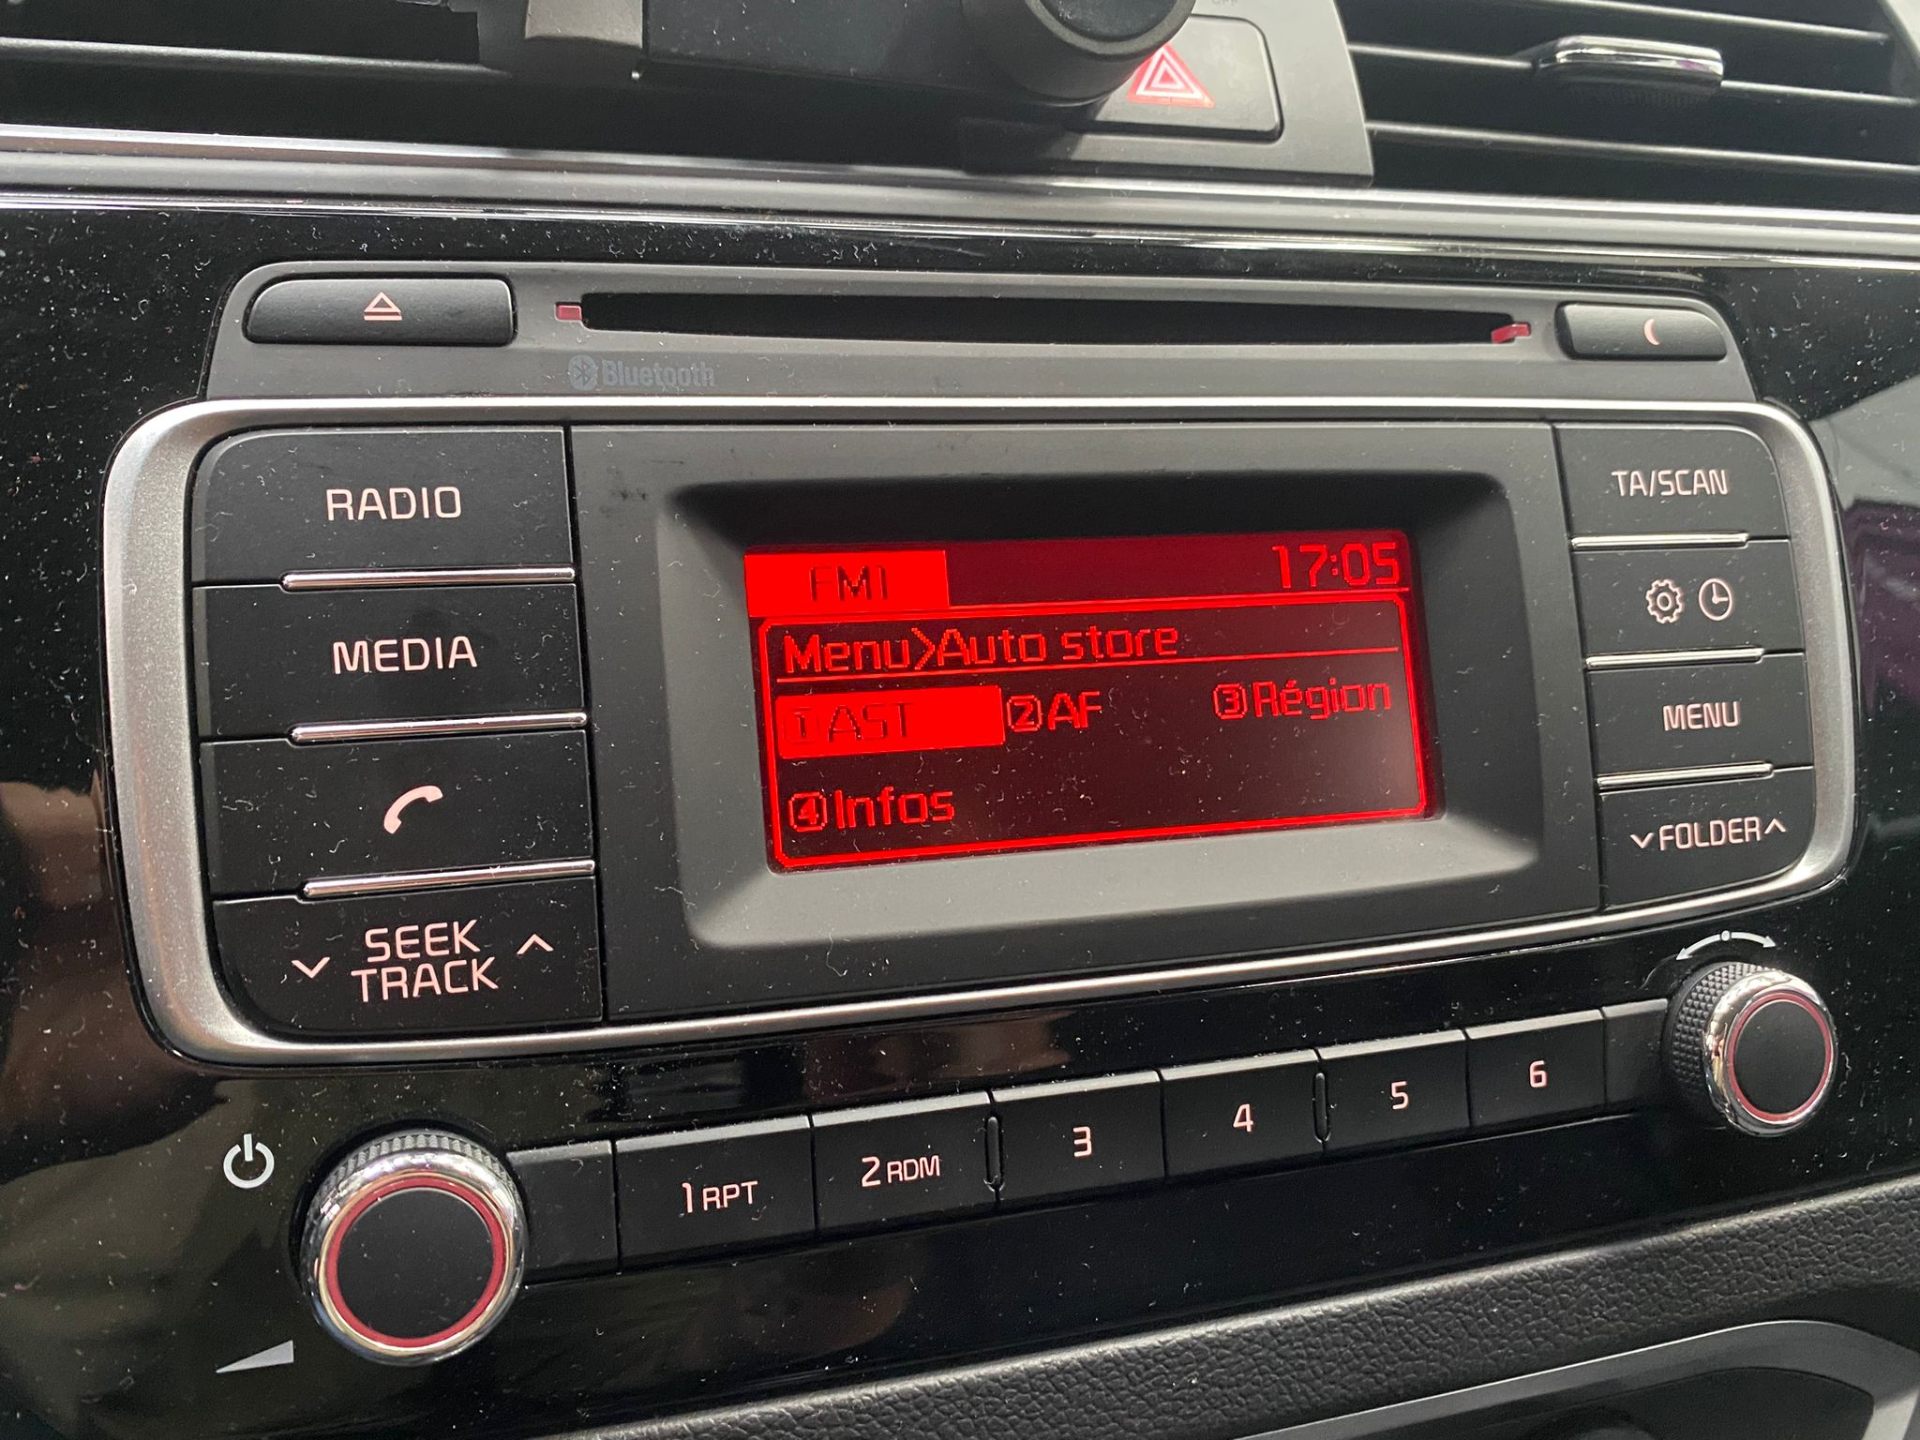 Bluetooth
RADIO
MEDIA
SEEK
TRACK
FM1 17:05
Menu>Auto store
1 AST 2 AF 3 Région
4 Infos
TA/SCAN
MENU
FOLDER
1 RPT 2 RDM 3 4 5 6